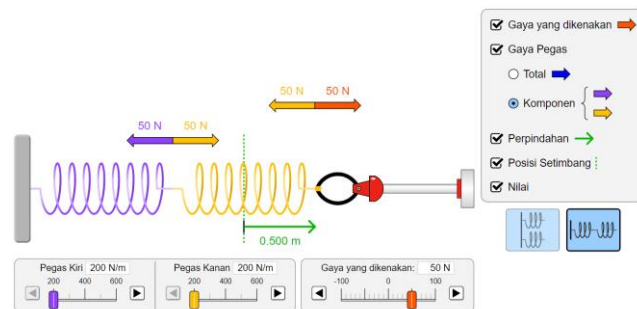 50 N 50 N
50 N 50 N
0.500 m
Gaya yang dikenakan
Gaya Pegas
Total
Komponen
Perpindahan
Posisi Setimbang
Nilai
Pegas Kiri 200 N/m
200 400 600
Pegas Kanan 200 N/m
200 400 600
Gaya yang dikenakan: 50 N
-100 0 50 100